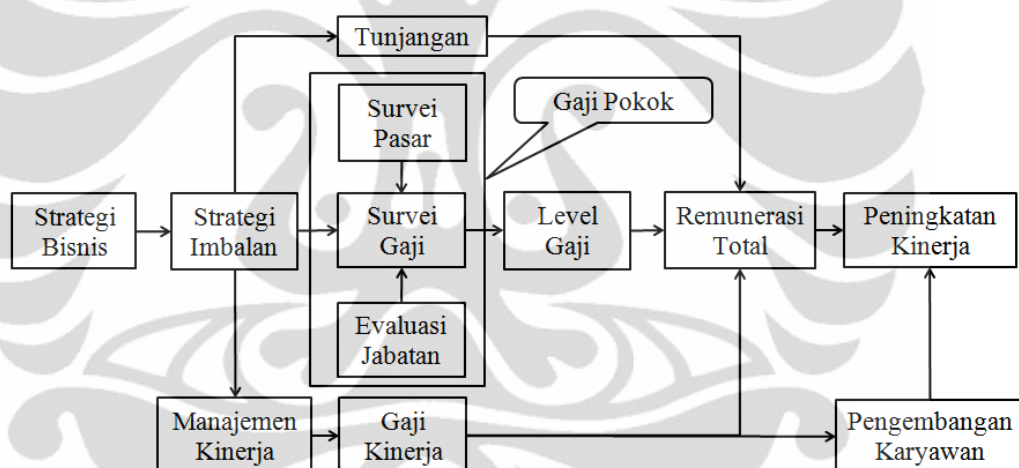 Tunjangan
Survei
Pasar
Gaji Pokok
Strategi
Bisnis
Strategi
Imbalan
Survei
Gaji
Level
Gaji
Remunerasi
Total
Peningkatan
Kinerja
Evaluasi
Jabatan
Manajemen
Kinerja
Gaji
Kinerja
Pengembangan
Karyawan